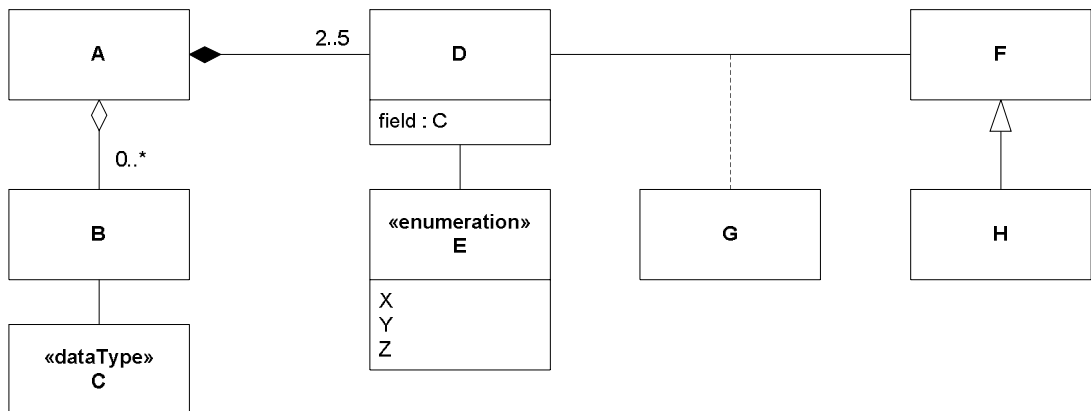 A
2..5
D
F
field : C
0..*
B
«enumeration»
E
G
H
X
Y
Z
«dataType»
C